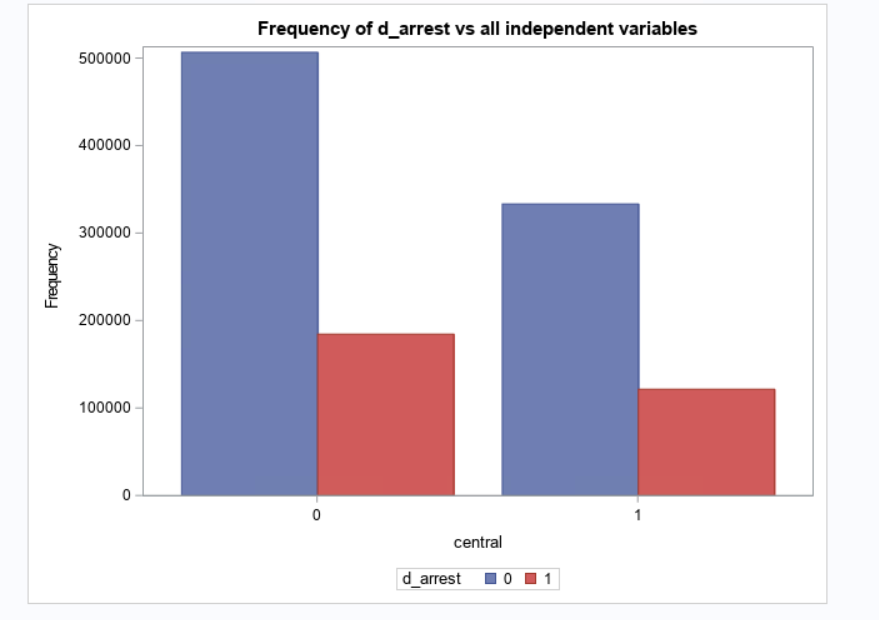 Frequency of d_arrest vs all independent variables
500000
400000
300000
200000
100000
0
Frequency
0 1
central
d_arrest 0 1